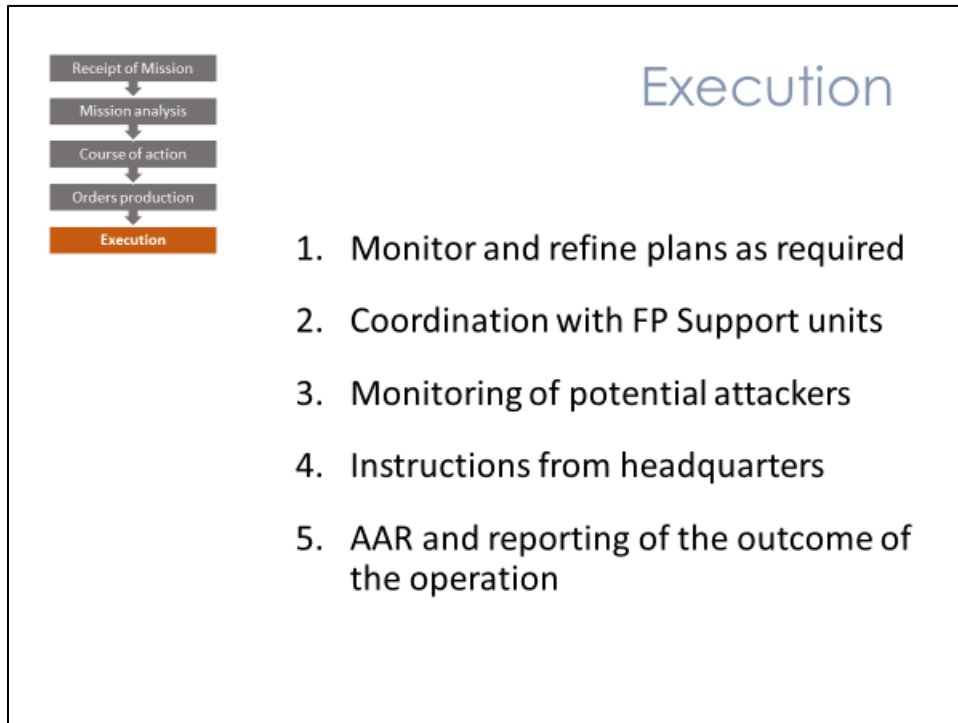 Receipt of Mission
Mission analysis
Course of action
Orders production
Execution
Execution
1. Monitor and refine plans as required
2. Coordination with FP Support units
3. Monitoring of potential attackers
4. Instructions from headquarters
5. AAR and reporting of the outcome of
the operation